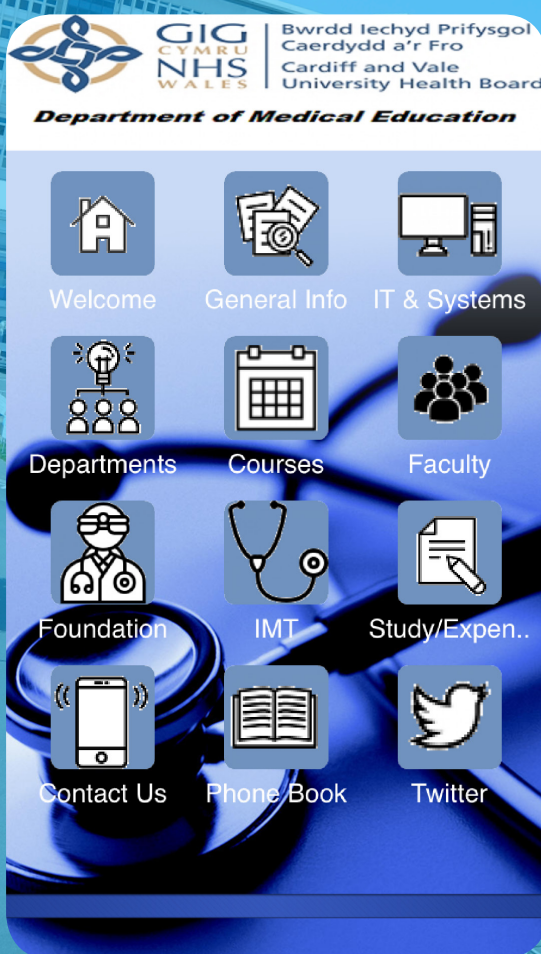 GIG
CYMRU
NHS
WALES
Bwrdd Iechyd Prifysgol
Caerdydd a'r Fro
Cardiff and Vale
University Health Board
Department of Medical Education
Welcome
General Info
IT & Systems
Departments
Courses
Faculty
Foundation
IMT
Study/Expen..
Contact Us
Phone Book
Twitter